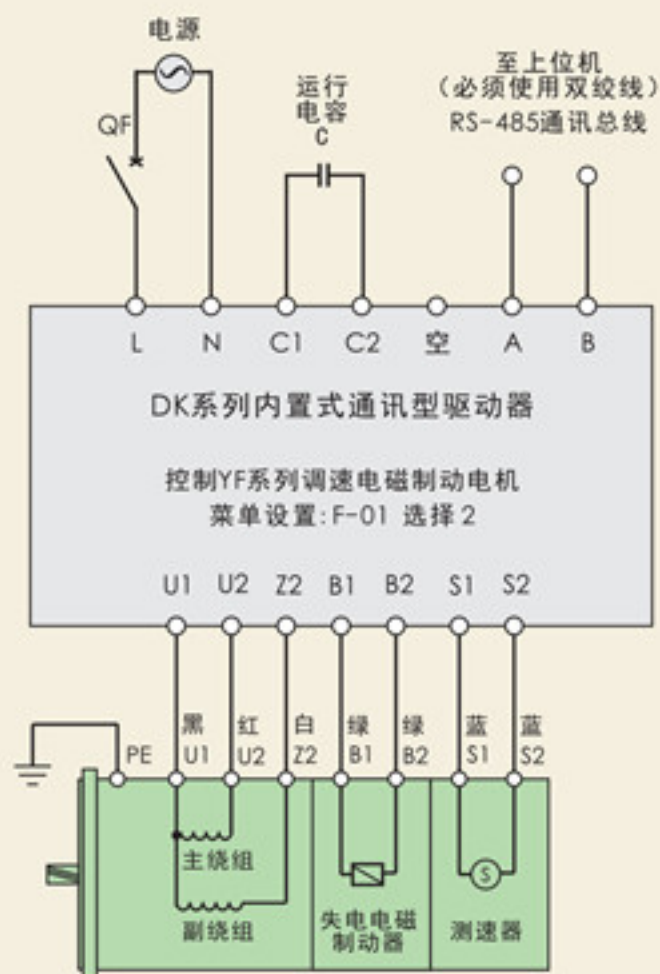 电源
至上位机
(必须使用双绞线)
RS-485通讯总线
运行
电容
C
QF
L N C1 C2 空 A B
DK系列内置式通讯型驱动器
控制YF系列调速电磁制动电机
菜单设置:F-01 选择2
U1 U2 Z2 B1 B2 S1 S2
黑 红 白 绿 绿 蓝 蓝
PE U1 U2 Z2 B1 B2 S1 S2
主绕组
副绕组
S
失电电磁
制动器
测速器